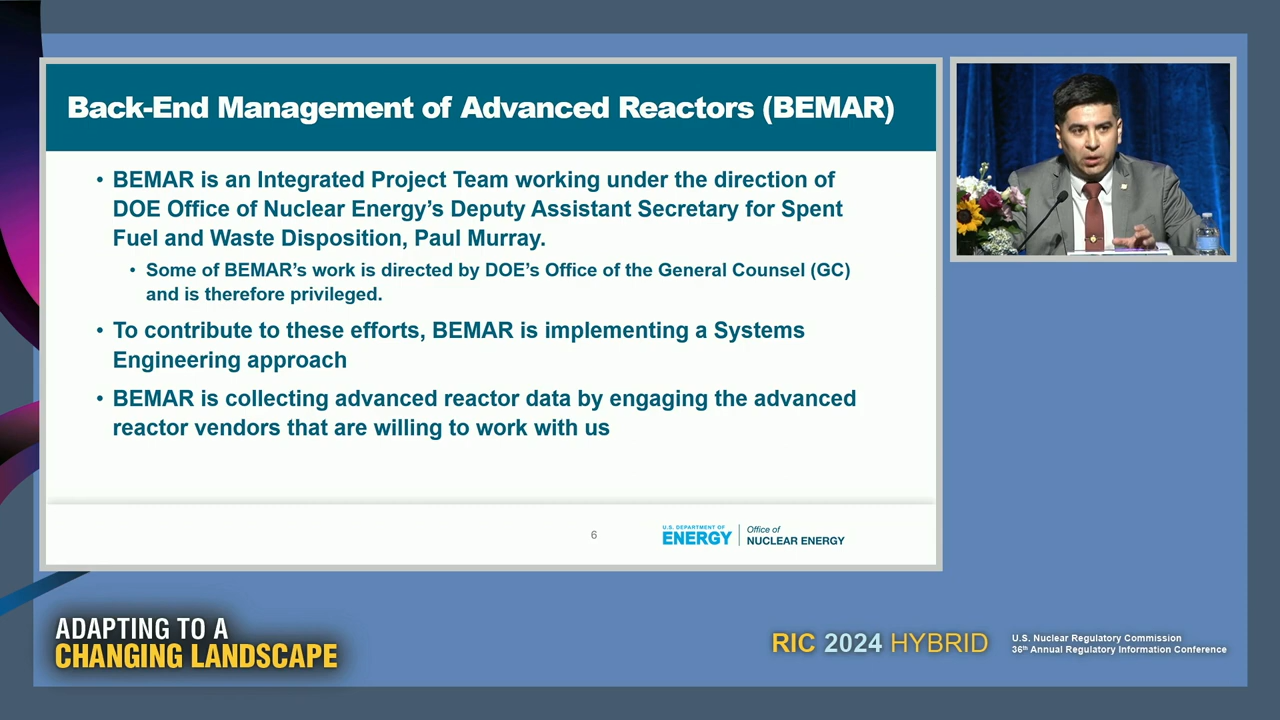 Back-End Management of Advanced Reactors (BEMAR)
• BEMAR is an Integrated Project Team working under the direction of
DOE Office of Nuclear Energy's Deputy Assistant Secretary for Spent
Fuel and Waste Disposition, Paul Murray.
• Some of BEMAR's work is directed by DOE's Office of the General Counsel (GC)
and is therefore privileged.
• To contribute to these efforts, BEMAR is implementing a Systems
Engineering approach
• BEMAR is collecting advanced reactor data by engaging the advanced
reactor vendors that are willing to work with us
6
U.S. DEPARTMENT OF
ENERGY
Office of
NUCLEAR ENERGY
ADAPTING TO A
CHANGING LANDSCAPE
RIC 2024 HYBRID
U.S. Nuclear Regulatory Commission
36th Annual Regulatory Information Conference